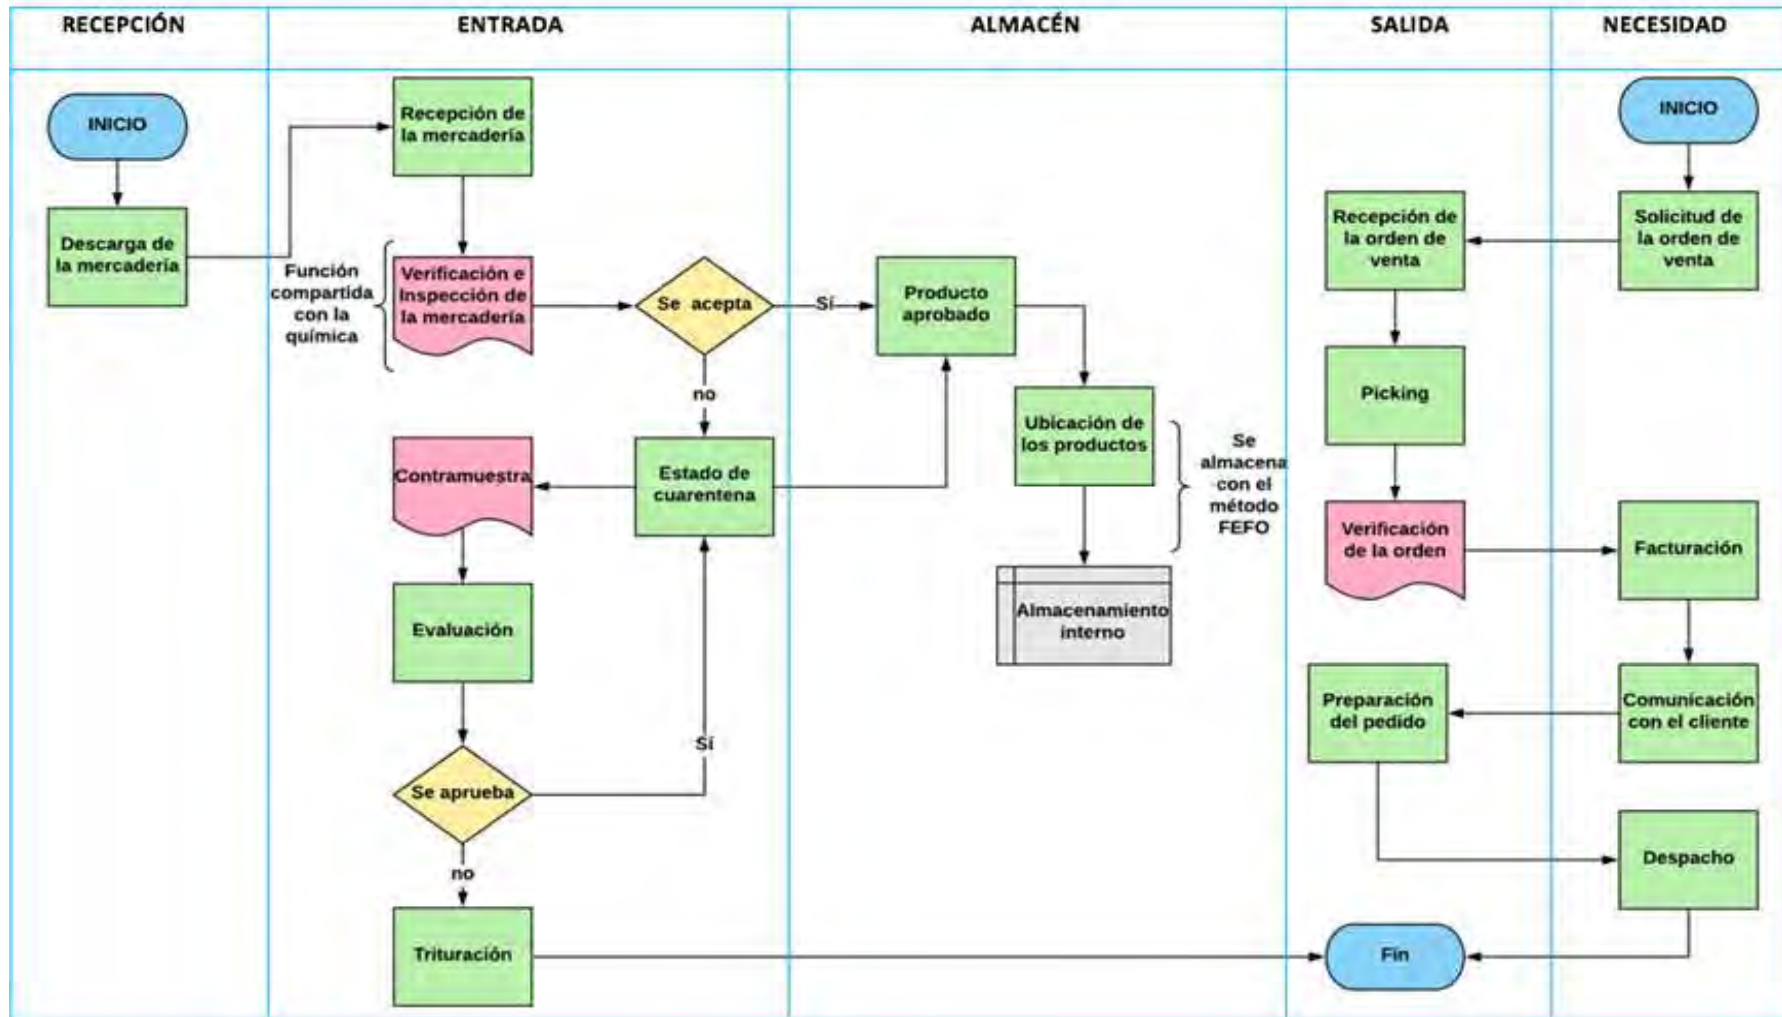 RECEPCIÓN
ENTRADA
ALMACÉN
SALIDA
NECESIDAD
INICIO
Descarga de
la mercadería
Recepción de
la mercadería
Función
compartida
con la
química
Verificación e
Inspección de
la mercadería
Se acepta
Sí
no
Contramuestra
Estado de
cuarentena
Evaluación
Se aprueba
Sí
no
Trituración
Producto
aprobado
Ubicación de
los productos
Se
almacena
con el
método
FEFO
Almacenamiento
interno
Recepción de
la orden de
venta
Picking
Verificación
de la orden
Preparación
del pedido
Fin
INICIO
Solicitud de
la orden de
venta
Facturación
Comunicación
con el cliente
Despacho